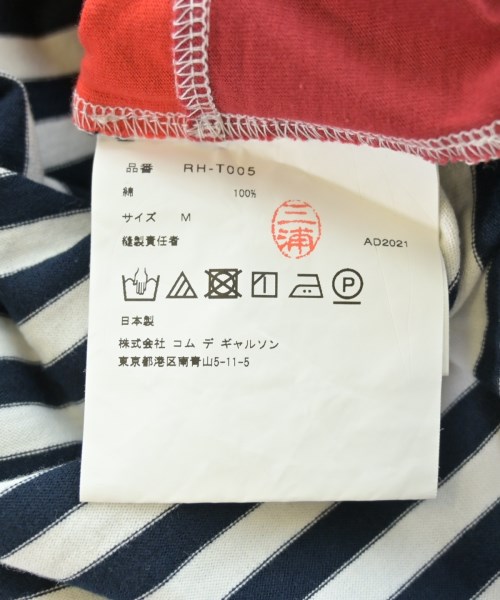 品番 RH-T005
綿 100%
サイズ M
縫製責任者 三浦 AD2021
P
日本製
株式会社 コム デ ギャルソン
東京都港区南青山5-11-5